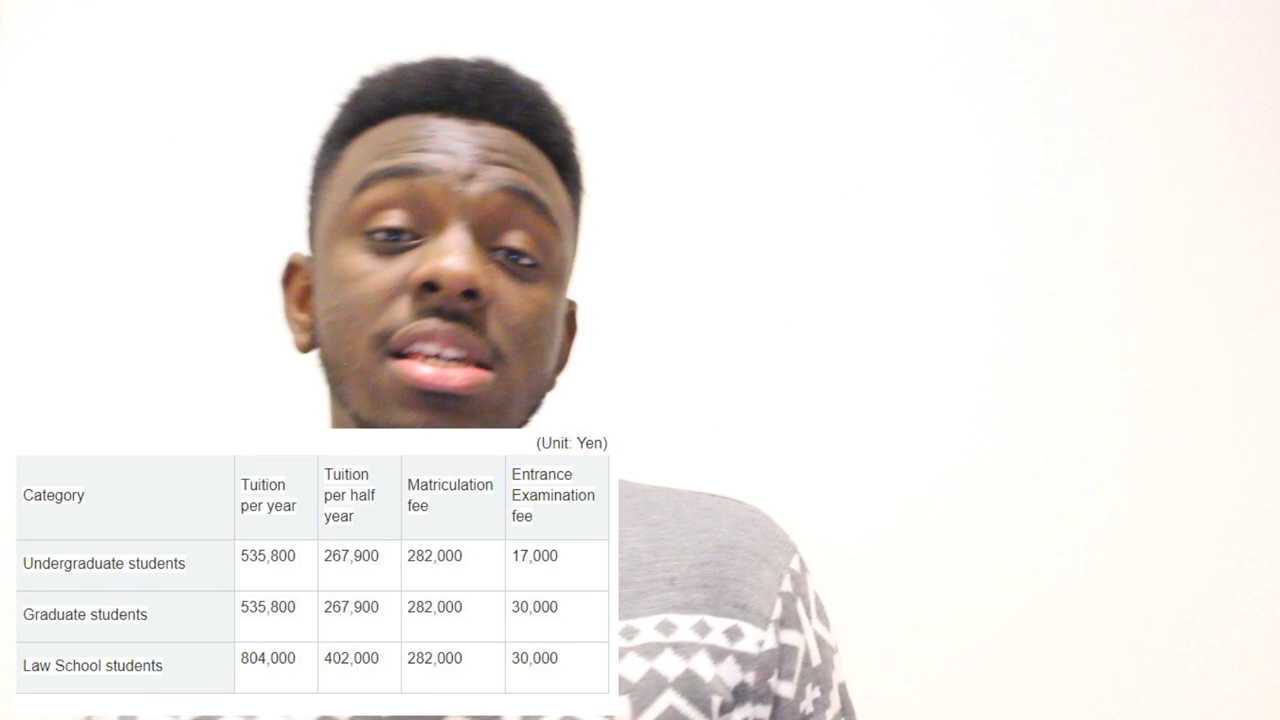 (Unit: Yen)
Category
Tuition
per year
Tuition
per half
year
Matriculation
fee
Entrance
Examination
fee
Undergraduate students 535,800 267,900 282,000 17,000
Graduate students 535,800 267,900 282,000 30,000
Law School students 804,000 402,000 282,000 30,000